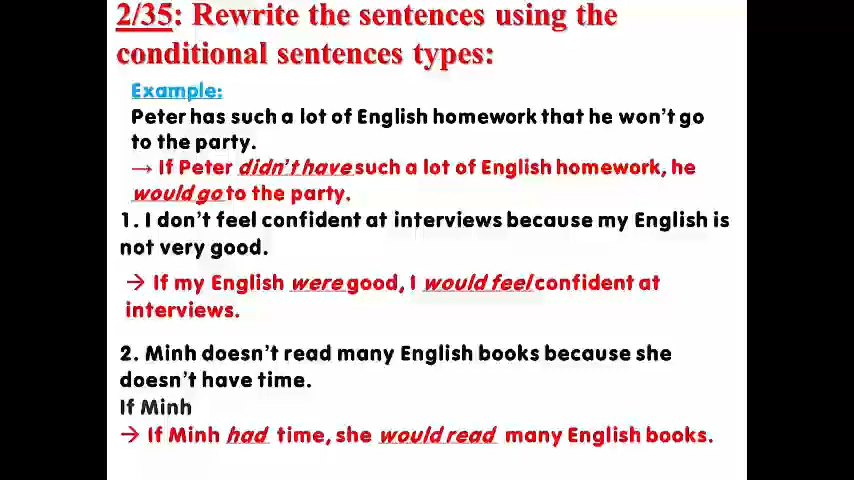 2/35: Rewrite the sentences using the
conditional sentences types:
Example:
Peter has such a lot of English homework that he won't go
to the party.
→ If Peter didn't have such a lot of English homework, he
would go to the party.
1. I don't feel confident at interviews because my English is
not very good.
→ If my English were good, I would feel confident at
interviews.
2. Minh doesn't read many English books because she
doesn't have time.
If Minh
→ If Minh had time, she would read many English books.